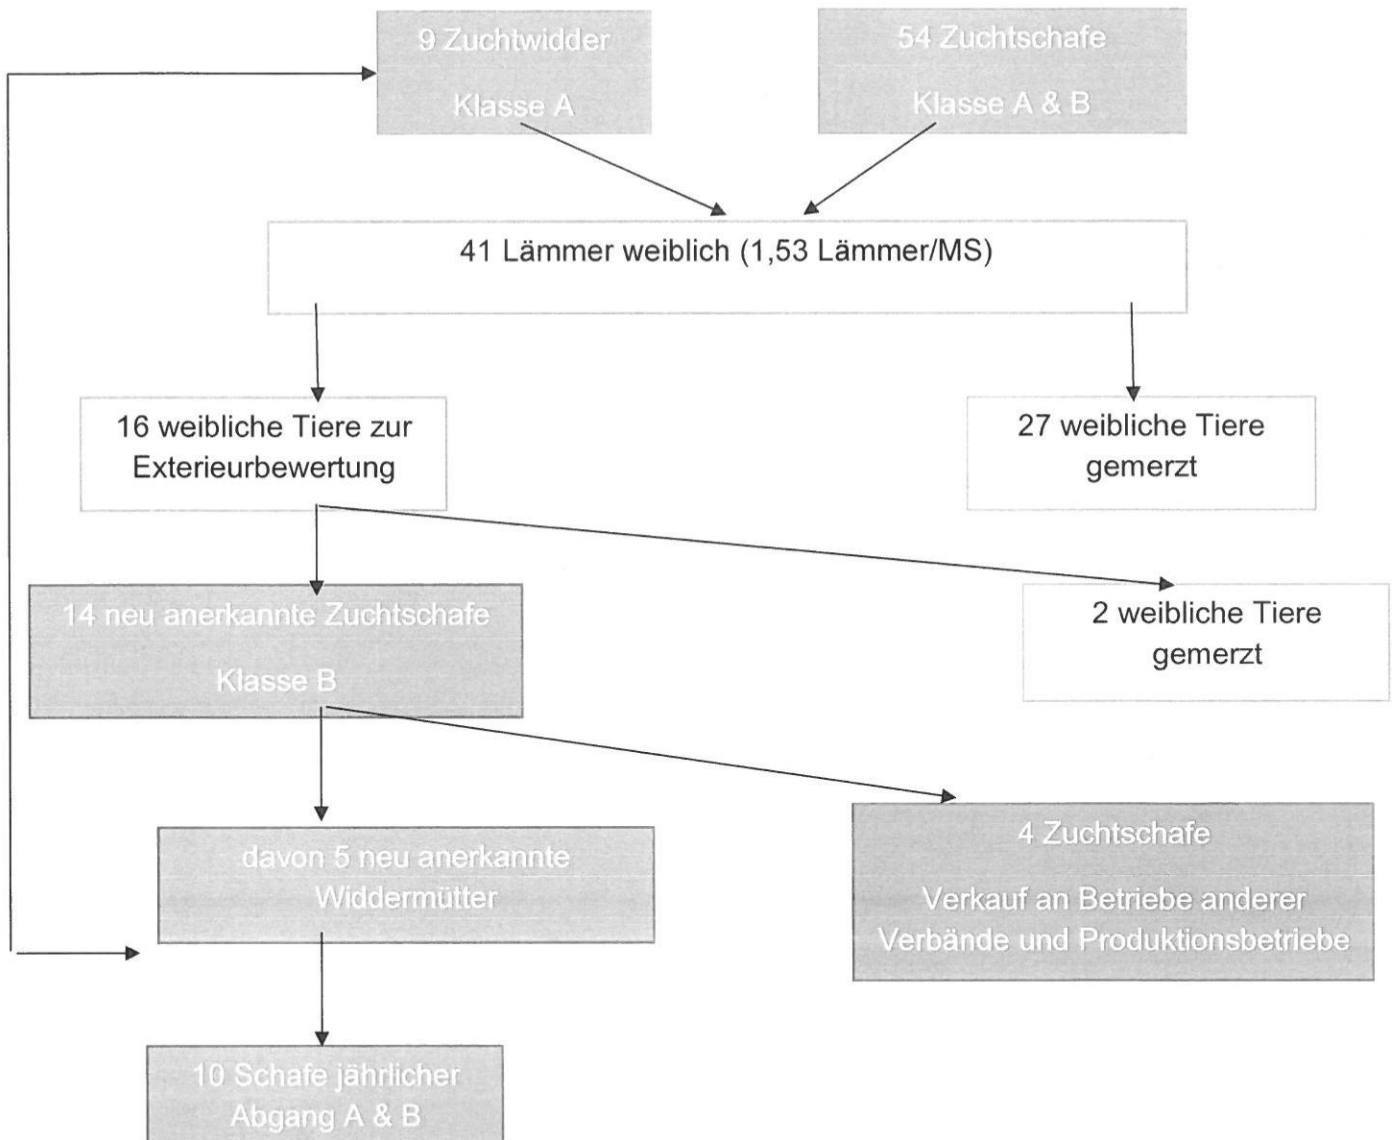 9 Zuchtwidder
Klasse A
54 Zuchtschafe
Klasse A & B
41 Lämmer weiblich (1,53 Lämmer/MS)
16 weibliche Tiere zur
Exterieurbewertung
27 weibliche Tiere
gemerzt
14 neu anerkannte Zuchtschafe
Klasse B
2 weibliche Tiere
gemerzt
davon 5 neu anerkannte
Widdermütter
4 Zuchtschafe
Verkauf an Betriebe anderer
Verbände und Produktionsbetriebe
10 Schafe jährlicher
Abgang A & B